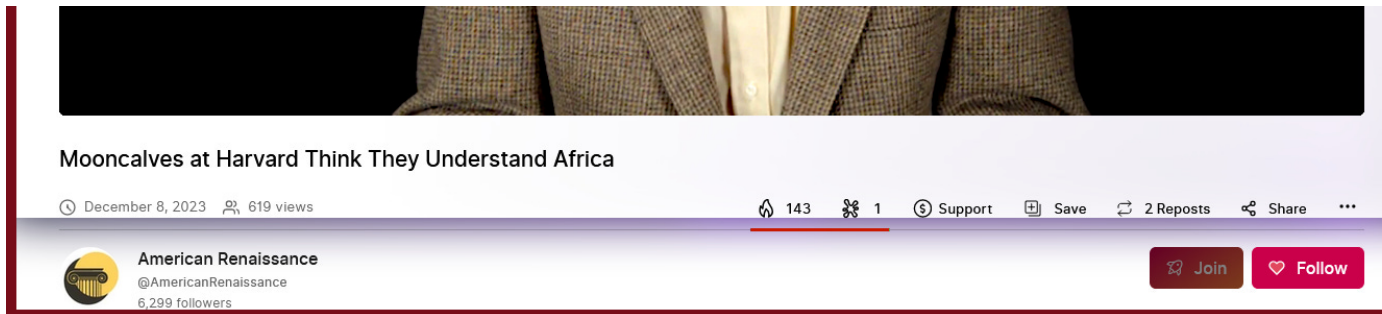 Mooncalves at Harvard Think They Understand Africa
December 8, 2023 619 views 143 1 Support Save 2 Reposts Share
American Renaissance
@AmericanRenaissance
6,299 followers
Join Follow